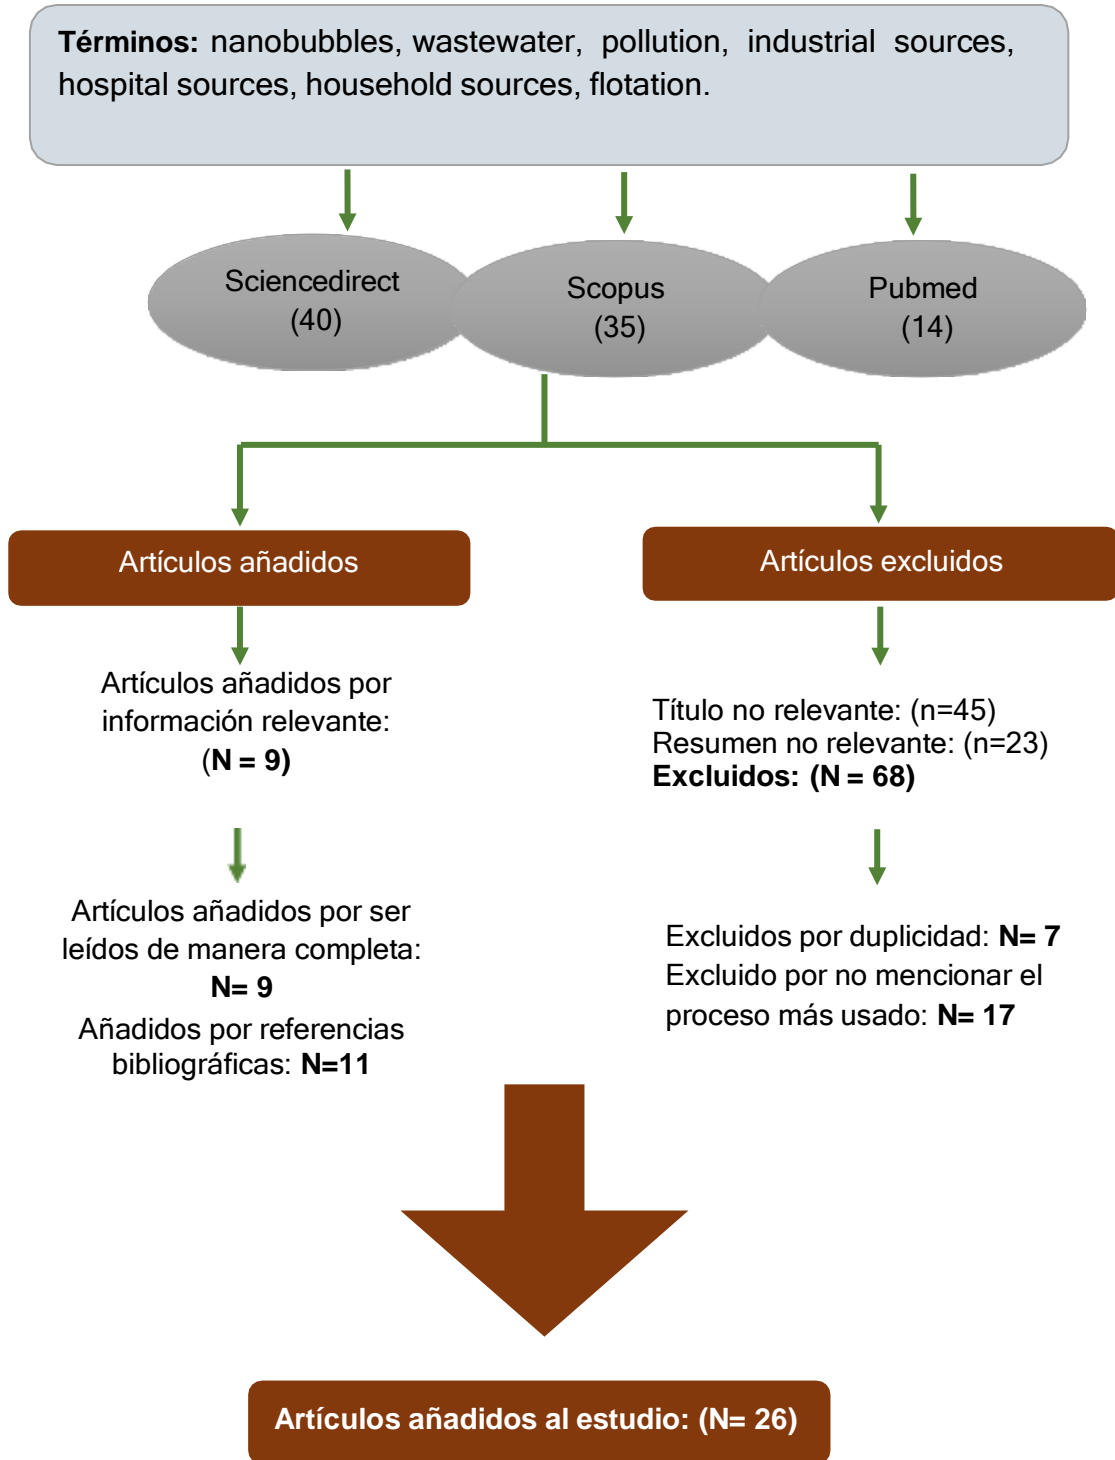 Términos: nanobubbles, wastewater, pollution, industrial sources,
hospital sources, household sources, flotation.
Sciencedirect
(40)
Scopus
(35)
Pubmed
(14)
Artículos añadidos
Artículos excluidos
Artículos añadidos por
información relevante:
(N = 9)
Título no relevante: (n=45)
Resumen no relevante: (n=23)
Excluidos: (N = 68)
Artículos añadidos por ser
leídos de manera completa:
N= 9
Añadidos por referencias
bibliográficas: N=11
Excluidos por duplicidad: N= 7
Excluido por no mencionar el
proceso más usado: N= 17
Artículos añadidos al estudio: (N= 26)